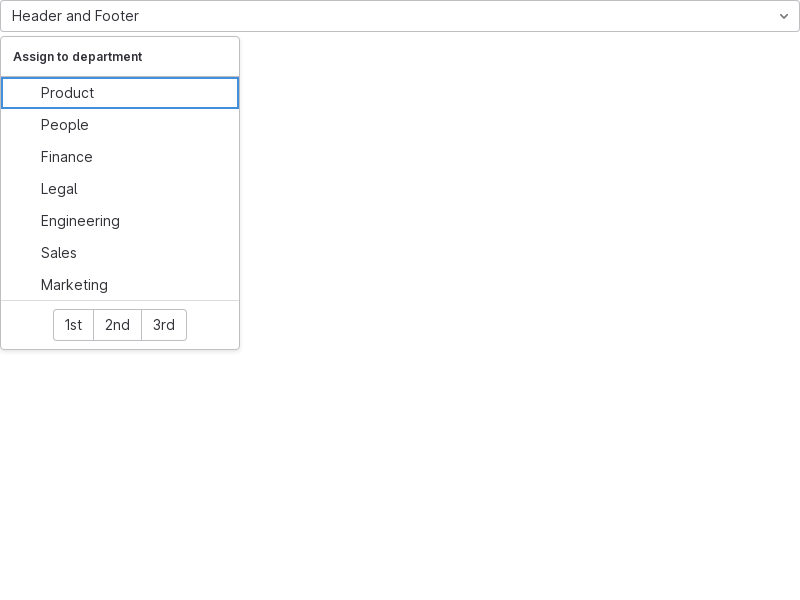 Header and Footer
Assign to department
Product
People
Finance
Legal
Engineering
Sales
Marketing
1st 2nd 3rd